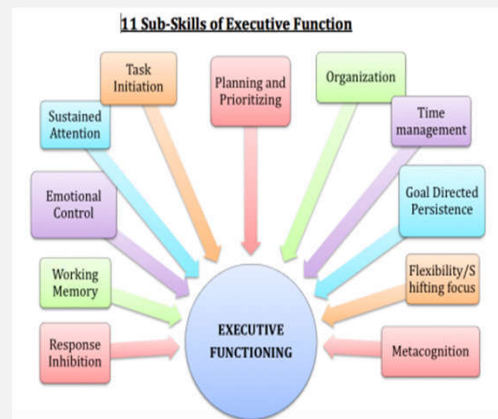 11 Sub-Skills of Executive Function
Task
Initiation
Planning and
Prioritizing
Organization
Sustained
Attention
Time
management
Emotional
Control
Goal Directed
Persistence
Working
Memory
Flexibility/S
hifting focus
Response
Inhibition
EXECUTIVE
FUNCTIONING
Metacognition